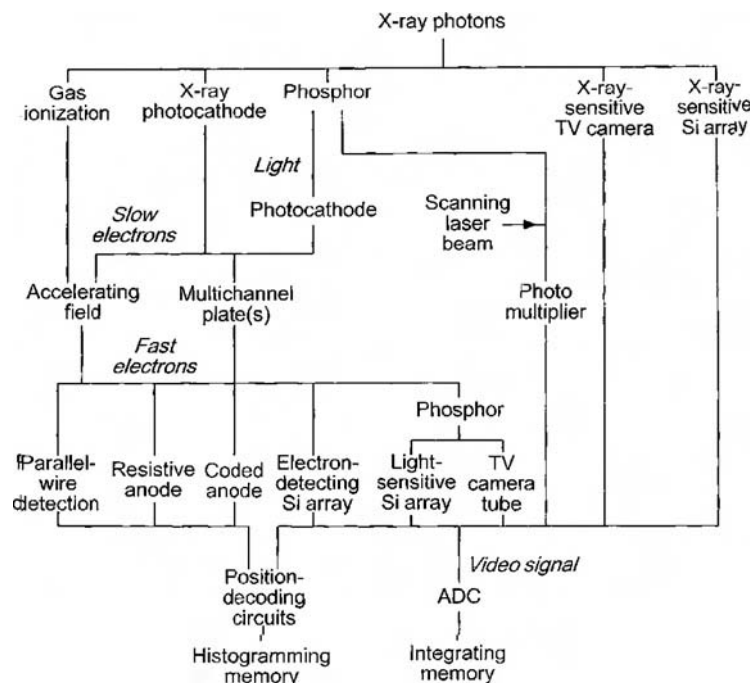 X-ray photons
Gas
ionization
X-ray
photocathode
Phosphor
X-ray-
sensitive
TV camera
X-ray-
sensitive
Si array
Light
Photocathode
Scanning
laser
beam
Slow
electrons
Accelerating
field
Multichannel
plate(s)
Photo
multiplier
Fast
electrons
Phosphor
Parallel-
wire
detection
Resistive
anode
Coded
anode
Electron-
detecting
Si array
Light-
sensitive
Si array
TV
camera
tube
Video signal
Position-
decoding
circuits
ADC
Histogramming
memory
Integrating
memory